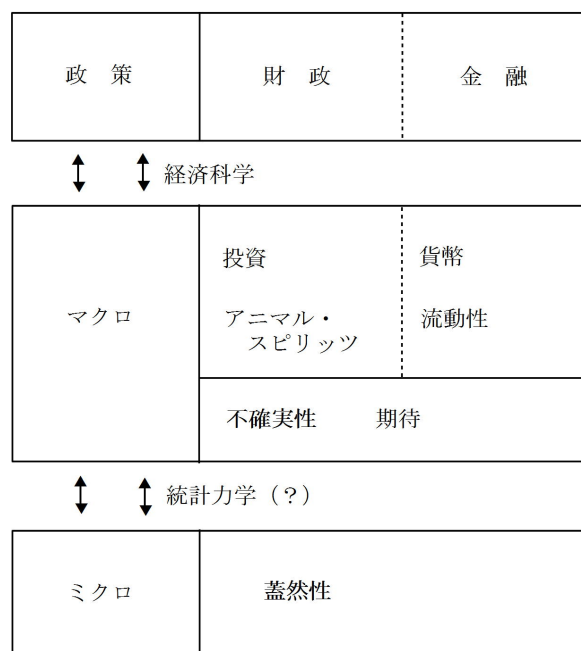 政　策　財　政　金　融
経済科学
マクロ
投資
貨幣
アニマル・
スピリッツ
流動性
不確実性　期待
統計力学（？）
ミクロ
蓋然性